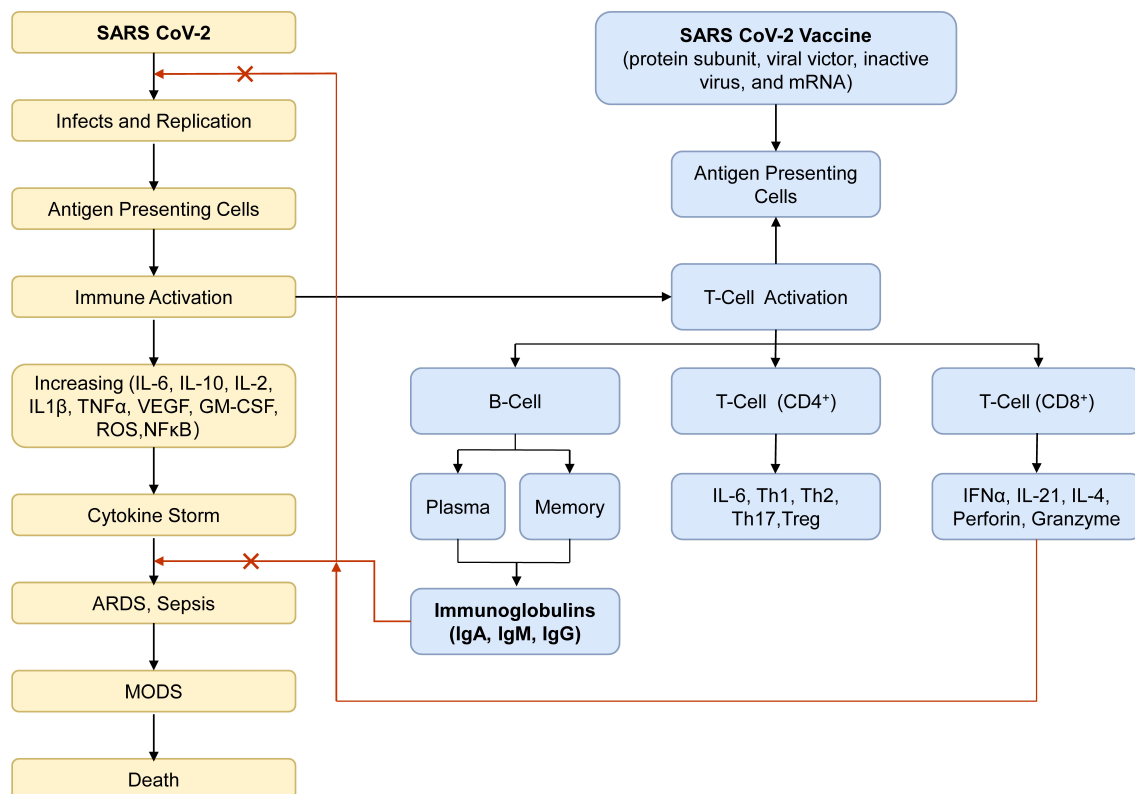 SARS CoV-2
Infects and Replication
Antigen Presenting Cells
Immune Activation
Increasing (IL-6, IL-10, IL-2,
IL1β, TNFα, VEGF, GM-CSF,
ROS,NFκB)
Cytokine Storm
ARDS, Sepsis
MODS
Death
SARS CoV-2 Vaccine
(protein subunit, viral victor, inactive
virus, and mRNA)
Antigen Presenting
Cells
T-Cell Activation
B-Cell
T-Cell (CD4⁺)
T-Cell (CD8⁺)
Plasma
Memory
IL-6, Th1, Th2,
Th17,Treg
IFNα, IL-21, IL-4,
Perforin, Granzyme
Immunoglobulins
(IgA, IgM, IgG)